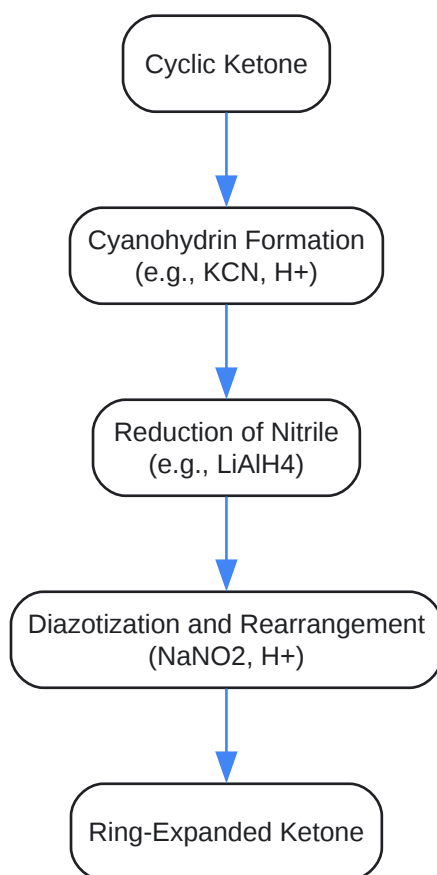 Cyclic Ketone
Cyanohydrin Formation
(e.g., KCN, H+)
Reduction of Nitrile
(e.g., LiAlH4)
Diazotization and Rearrangement
(NaNO2, H+)
Ring-Expanded Ketone